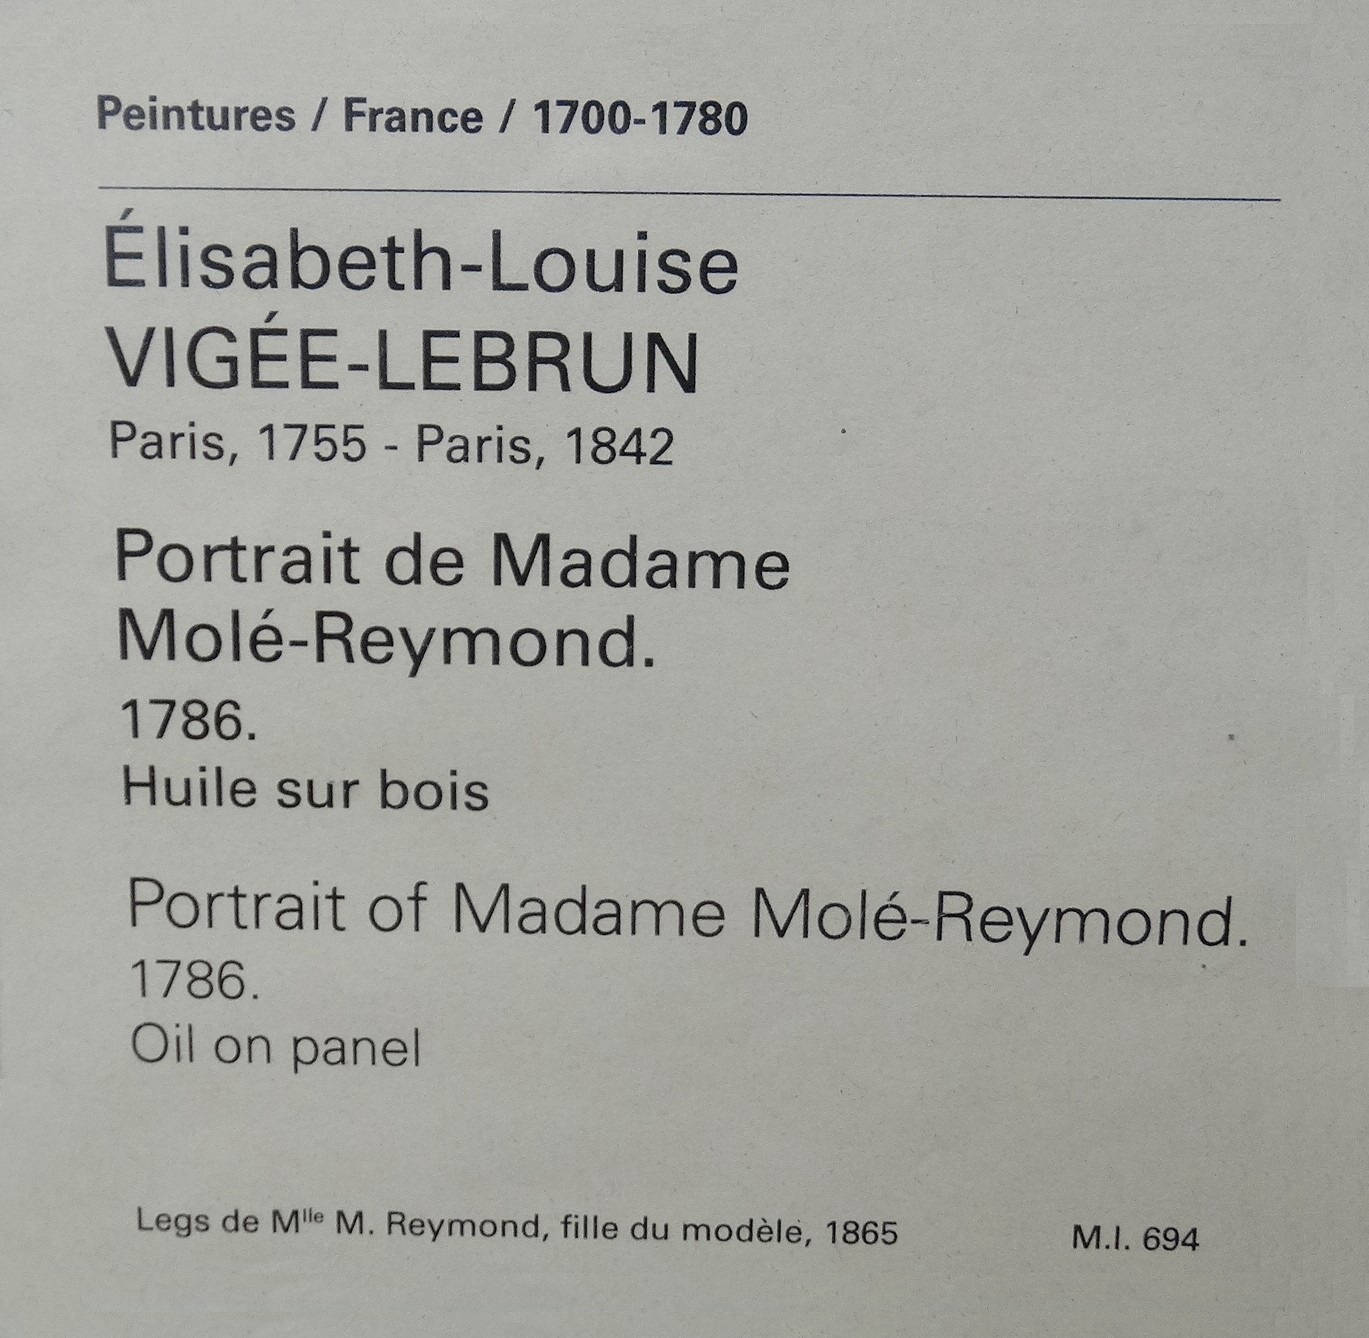 Peintures / France / 1700-1780
Élisabeth-Louise
VIGÉE-LEBRUN
Paris, 1755 - Paris, 1842
Portrait de Madame
Molé-Reymond.
1786.
Huile sur bois
Portrait of Madame Molé-Reymond.
1786.
Oil on panel
Legs de Mlle M. Reymond, fille du modèle, 1865 M.I. 694